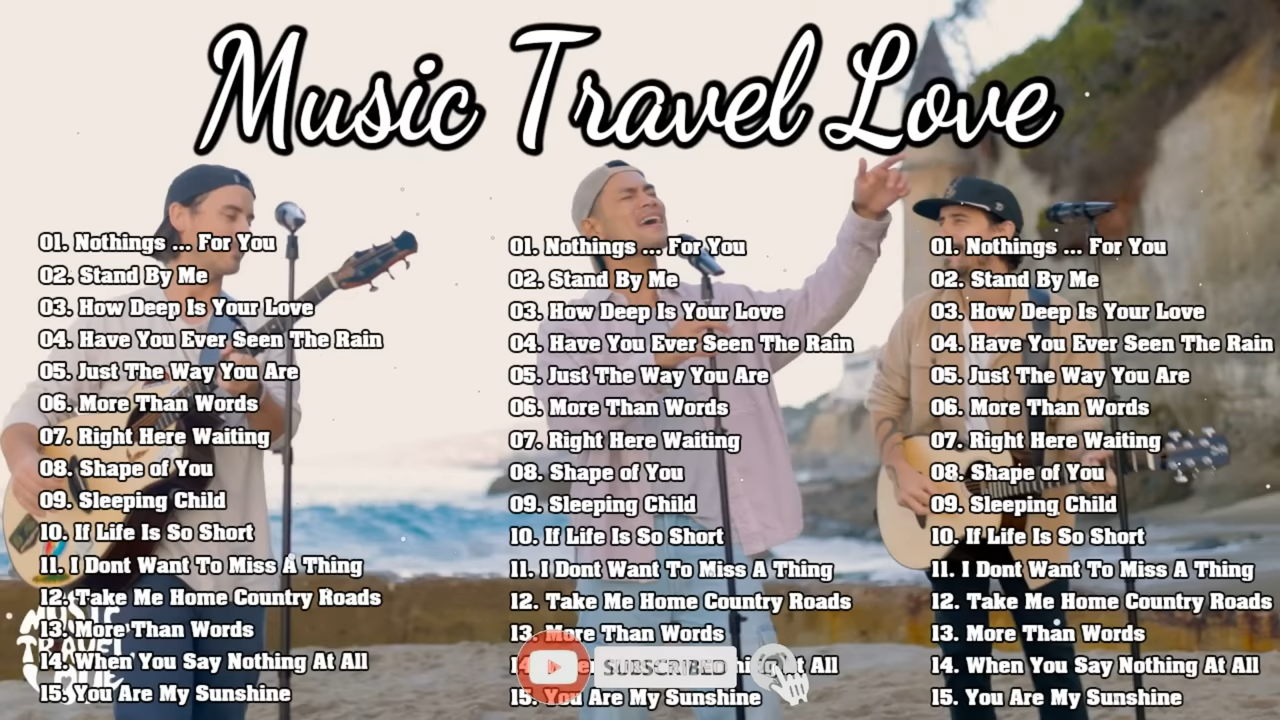 Music Travel Love
01. Nothings ... For You
02. Stand By Me
03. How Deep Is Your Love
04. Have You Ever Seen The Rain
05. Just The Way You Are
06. More Than Words
07. Right Here Waiting
08. Shape of You
09. Sleeping Child
10. If Life Is So Short
11. I Dont Want To Miss A Thing
12. Take Me Home Country Roads
13. More Than Words
14. When You Say Nothing At All
15. You Are My Sunshine
MUSIC
TRAVEL
LOVE
01. Nothings ... For You
02. Stand By Me
03. How Deep Is Your Love
04. Have You Ever Seen The Rain
05. Just The Way You Are
06. More Than Words
07. Right Here Waiting
08. Shape of You
09. Sleeping Child
10. If Life Is So Short
11. I Dont Want To Miss A Thing
12. Take Me Home Country Roads
13. More Than Words
14. At All
15. You Are My Sunshine
SUBSCRIBED
01. Nothings ... For You
02. Stand By Me
03. How Deep Is Your Love
04. Have You Ever Seen The Rain
05. Just The Way You Are
06. More Than Words
07. Right Here Waiting
08. Shape of You
09. Sleeping Child
10. If Life Is So Short
11. I Dont Want To Miss A Thing
12. Take Me Home Country Roads
13. More Than Words
14. When You Say Nothing At All
15. You Are My Sunshine